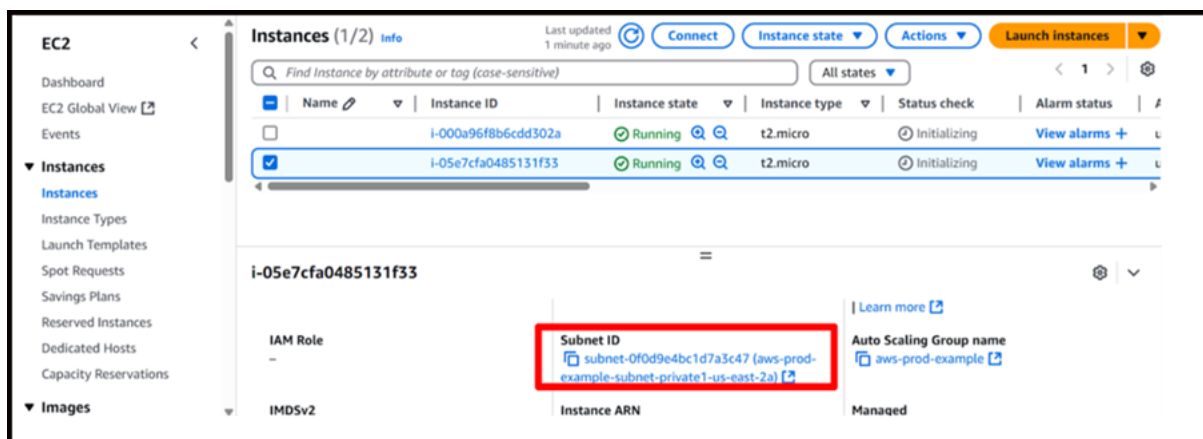 EC2
Dashboard
EC2 Global View
Events
Instances
Instances
Instance Types
Launch Templates
Spot Requests
Savings Plans
Reserved Instances
Dedicated Hosts
Capacity Reservations
Images
Instances (1/2) Info
Last updated
1 minute ago
Connect
Instance state
Actions
Launch instances
Find Instance by attribute or tag (case-sensitive)
All states
1
Name Instance ID Instance state Instance type Status check Alarm status
i-000a96f8b6cdd302a Running t2.micro Initializing View alarms +
i-05e7cfa0485131f33 Running t2.micro Initializing View alarms +
i-05e7cfa0485131f33
Learn more
IAM Role
–
Subnet ID
subnet-0f0d9e4bc1d7a3c47 (aws-prod-
example-subnet-private1-us-east-2a)
Auto Scaling Group name
aws-prod-example
IMDSv2
Instance ARN
Managed